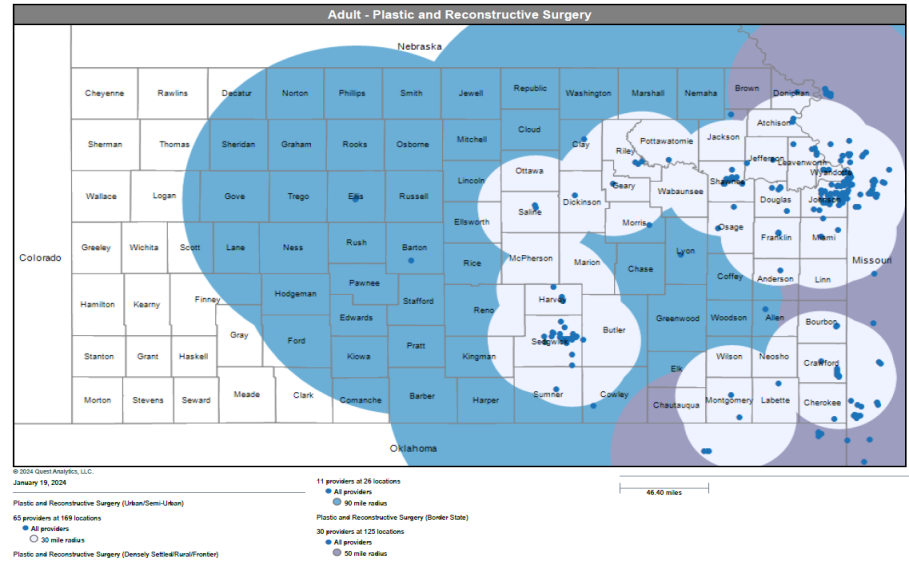 Adult - Plastic and Reconstructive Surgery
Nebraska
Cheyenne Rawlins Decatur Norton Phillips Smith Jewell Republic Washington Marshall Nemaha Brown Doniphan
Sherman Thomas Sheridan Graham Rooks Osborne Mitchell Cloud Clay Riley Pottawatomie Jackson Atchison
Jefferson Leavenworth
Wallace Logan Gove Trego Ellis Russell Lincoln Ottawa Saline Dickinson Geary Wabaunsee Shawnee Douglas Johnson Wyandotte
Greeley Wichita Scott Lane Ness Rush Barton Ellsworth McPherson Marion Morris Osage Franklin Miami
Colorado
Missouri
Hamilton Kearny Finney Hodgeman Pawnee Stafford Rice Reno Harvey Chase Lyon Coffey Anderson Linn
Gray Ford Edwards Butler Greenwood Woodson Allen Bourbon
Stanton Grant Haskell Kiowa Pratt Kingman Sedgwick Elk Wilson Neosho Crawford
Morton Stevens Seward Meade Clark Comanche Barber Harper Sumner Cowley Chautauqua Montgomery Labette Cherokee
Oklahoma
© 2024 Quest Analytics, LLC.
January 19, 2024
Plastic and Reconstructive Surgery (Urban/Semi-Urban)
65 providers at 169 locations
All providers
30 mile radius
Plastic and Reconstructive Surgery (Densely Settled/Rural/Frontier)
11 providers at 26 locations
All providers
90 mile radius
Plastic and Reconstructive Surgery (Border State)
30 providers at 125 locations
All providers
50 mile radius
46.40 miles